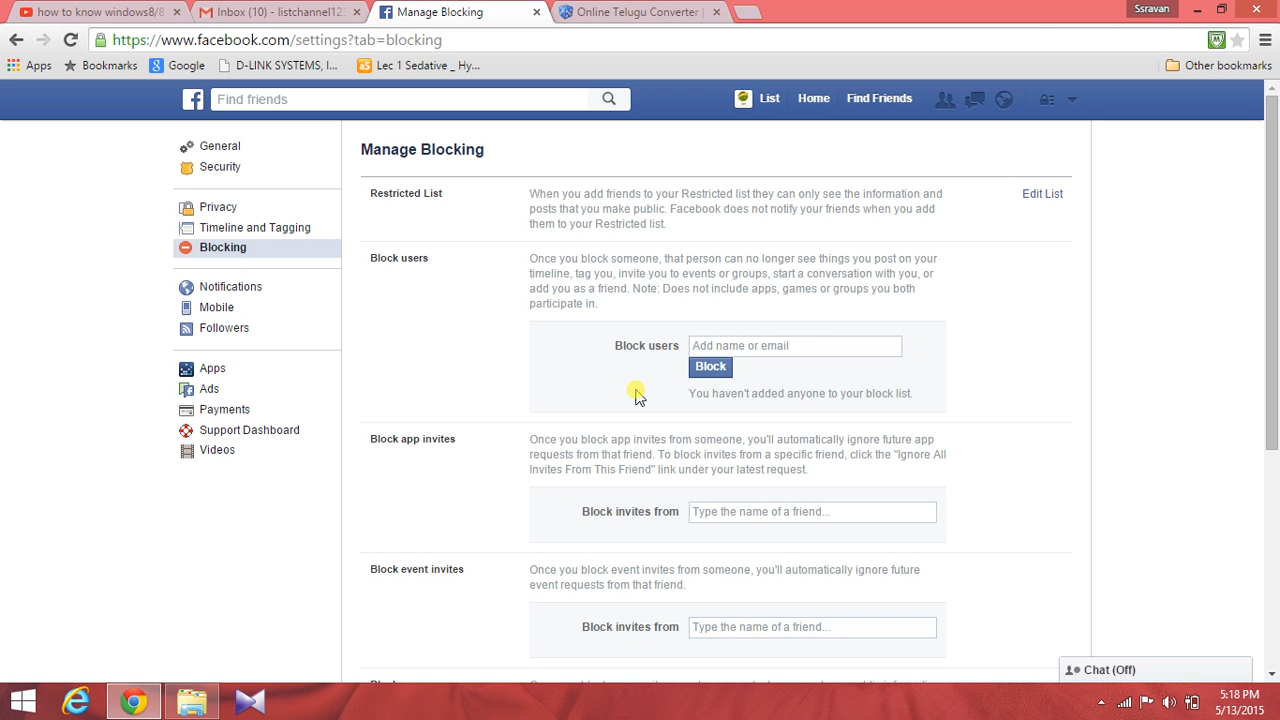 how to know windows8/8
Inbox (10) - listchannel123
Manage Blocking
Online Telugu Converter |
Ssravan
https://www.facebook.com/settings?tab=blocking
Apps
Bookmarks
Google
D-LINK SYSTEMS, I...
Lec 1 Sedative _ Hy...
Other bookmarks
Find friends
List
Home
Find Friends
General
Security
Privacy
Timeline and Tagging
Blocking
Notifications
Mobile
Followers
Apps
Ads
Payments
Support Dashboard
Videos
Manage Blocking
Restricted List
When you add friends to your Restricted list they can only see the information and
posts that you make public. Facebook does not notify your friends when you add
them to your Restricted list.
Edit List
Block users
Once you block someone, that person can no longer see things you post on your
timeline, tag you, invite you to events or groups, start a conversation with you, or
add you as a friend. Note: Does not include apps, games or groups you both
participate in.
Block users
Add name or email
Block
You haven't added anyone to your block list.
Block app invites
Once you block app invites from someone, you'll automatically ignore future app
requests from that friend. To block invites from a specific friend, click the "Ignore All
Invites From This Friend" link under your latest request.
Block invites from
Type the name of a friend...
Block event invites
Once you block event invites from someone, you'll automatically ignore future
event requests from that friend.
Block invites from
Type the name of a friend...
Chat (Off)
5:18 PM
5/13/2015